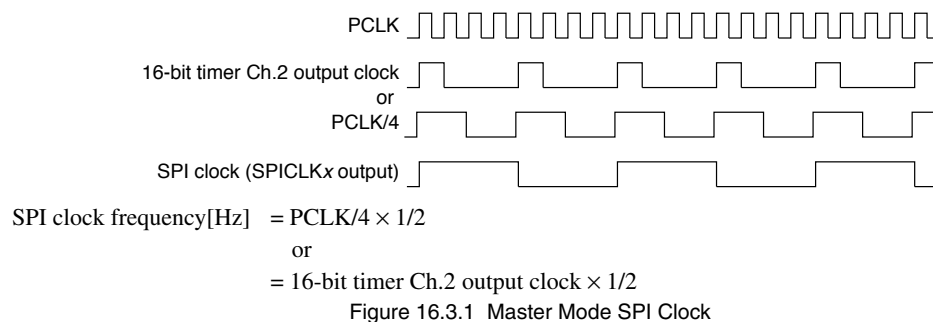 PCLK
16-bit timer Ch.2 output clock
or
PCLK/4
SPI clock (SPICLKx output)
SPI clock frequency[Hz] = PCLK/4 × 1/2
or
= 16-bit timer Ch.2 output clock × 1/2
Figure 16.3.1 Master Mode SPI Clock